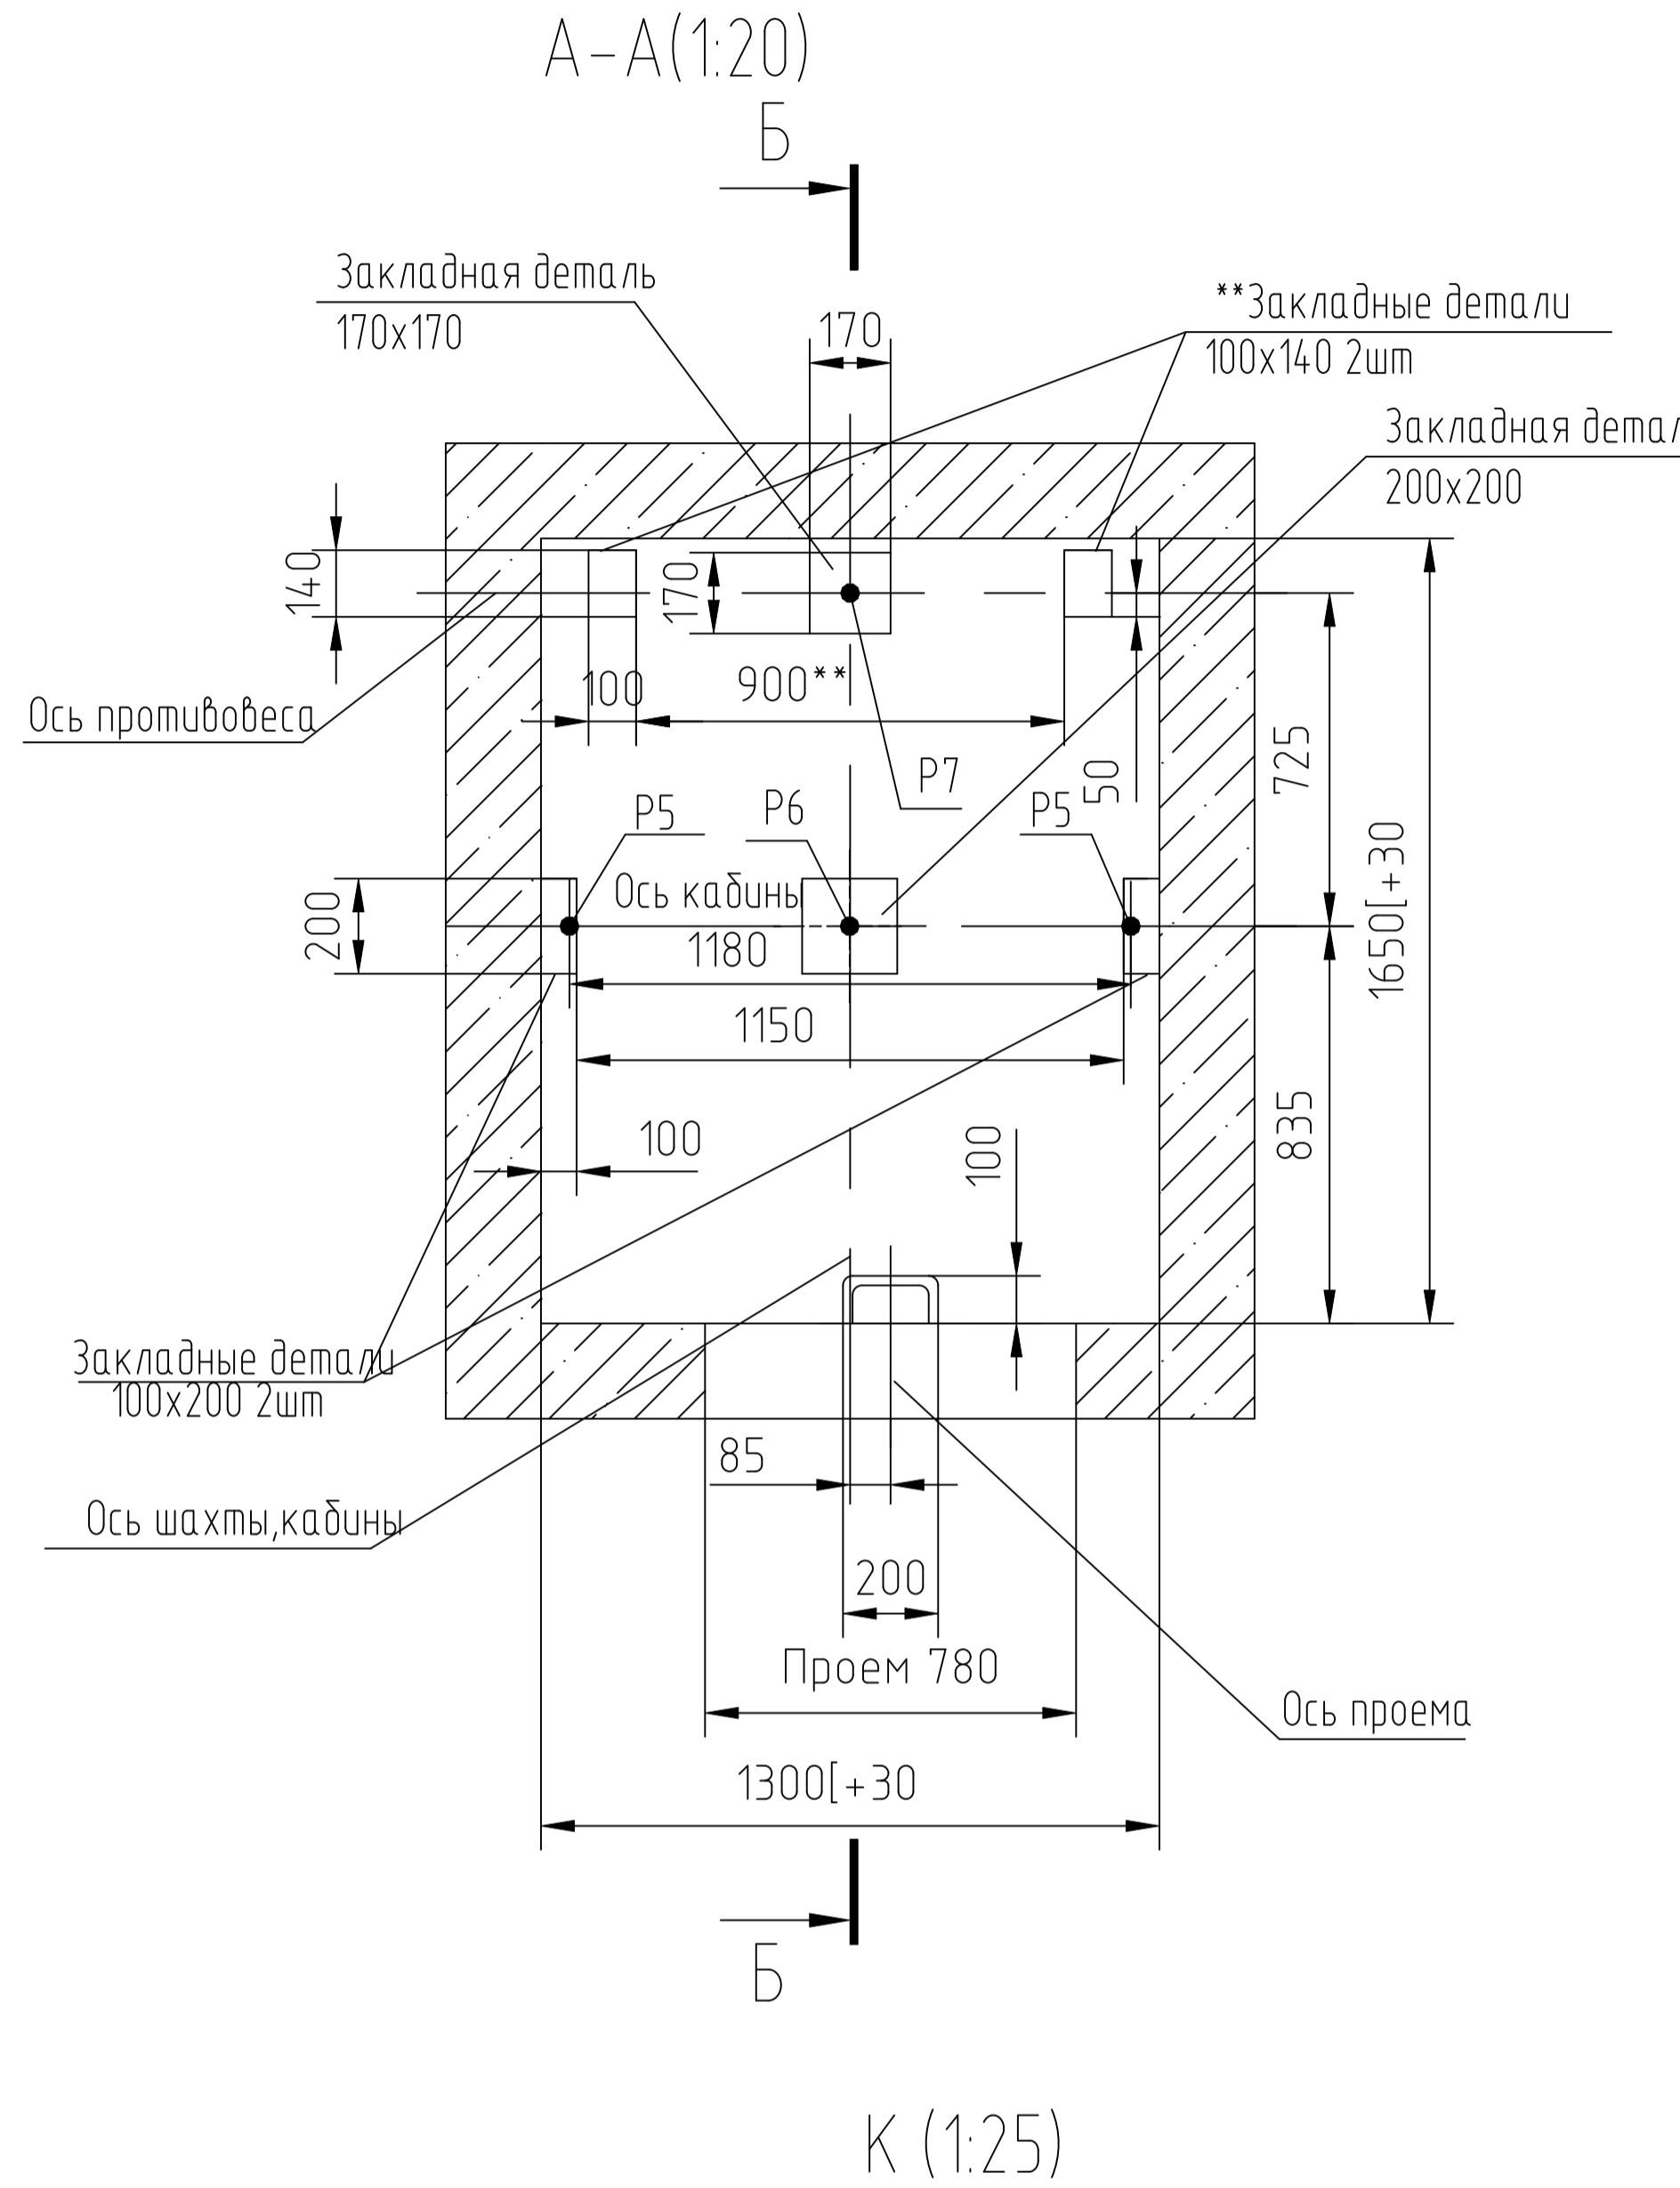 А-А(1:20)
Б
Закладная деталь
170х170
170
**Закладные детали
100х140 2шт
Закладная детал
200х200
140
170
100
900**
Ось противовеса
Р7
50
725
Р5
Р6
Р5
1650[+30
200
Ось кабины
1180
1150
100
100
835
Закладные детали
100х200 2шт
85
Ось шахты,кабины
200
Проем 780
Ось проема
1300[+30
Б
К (1:25)